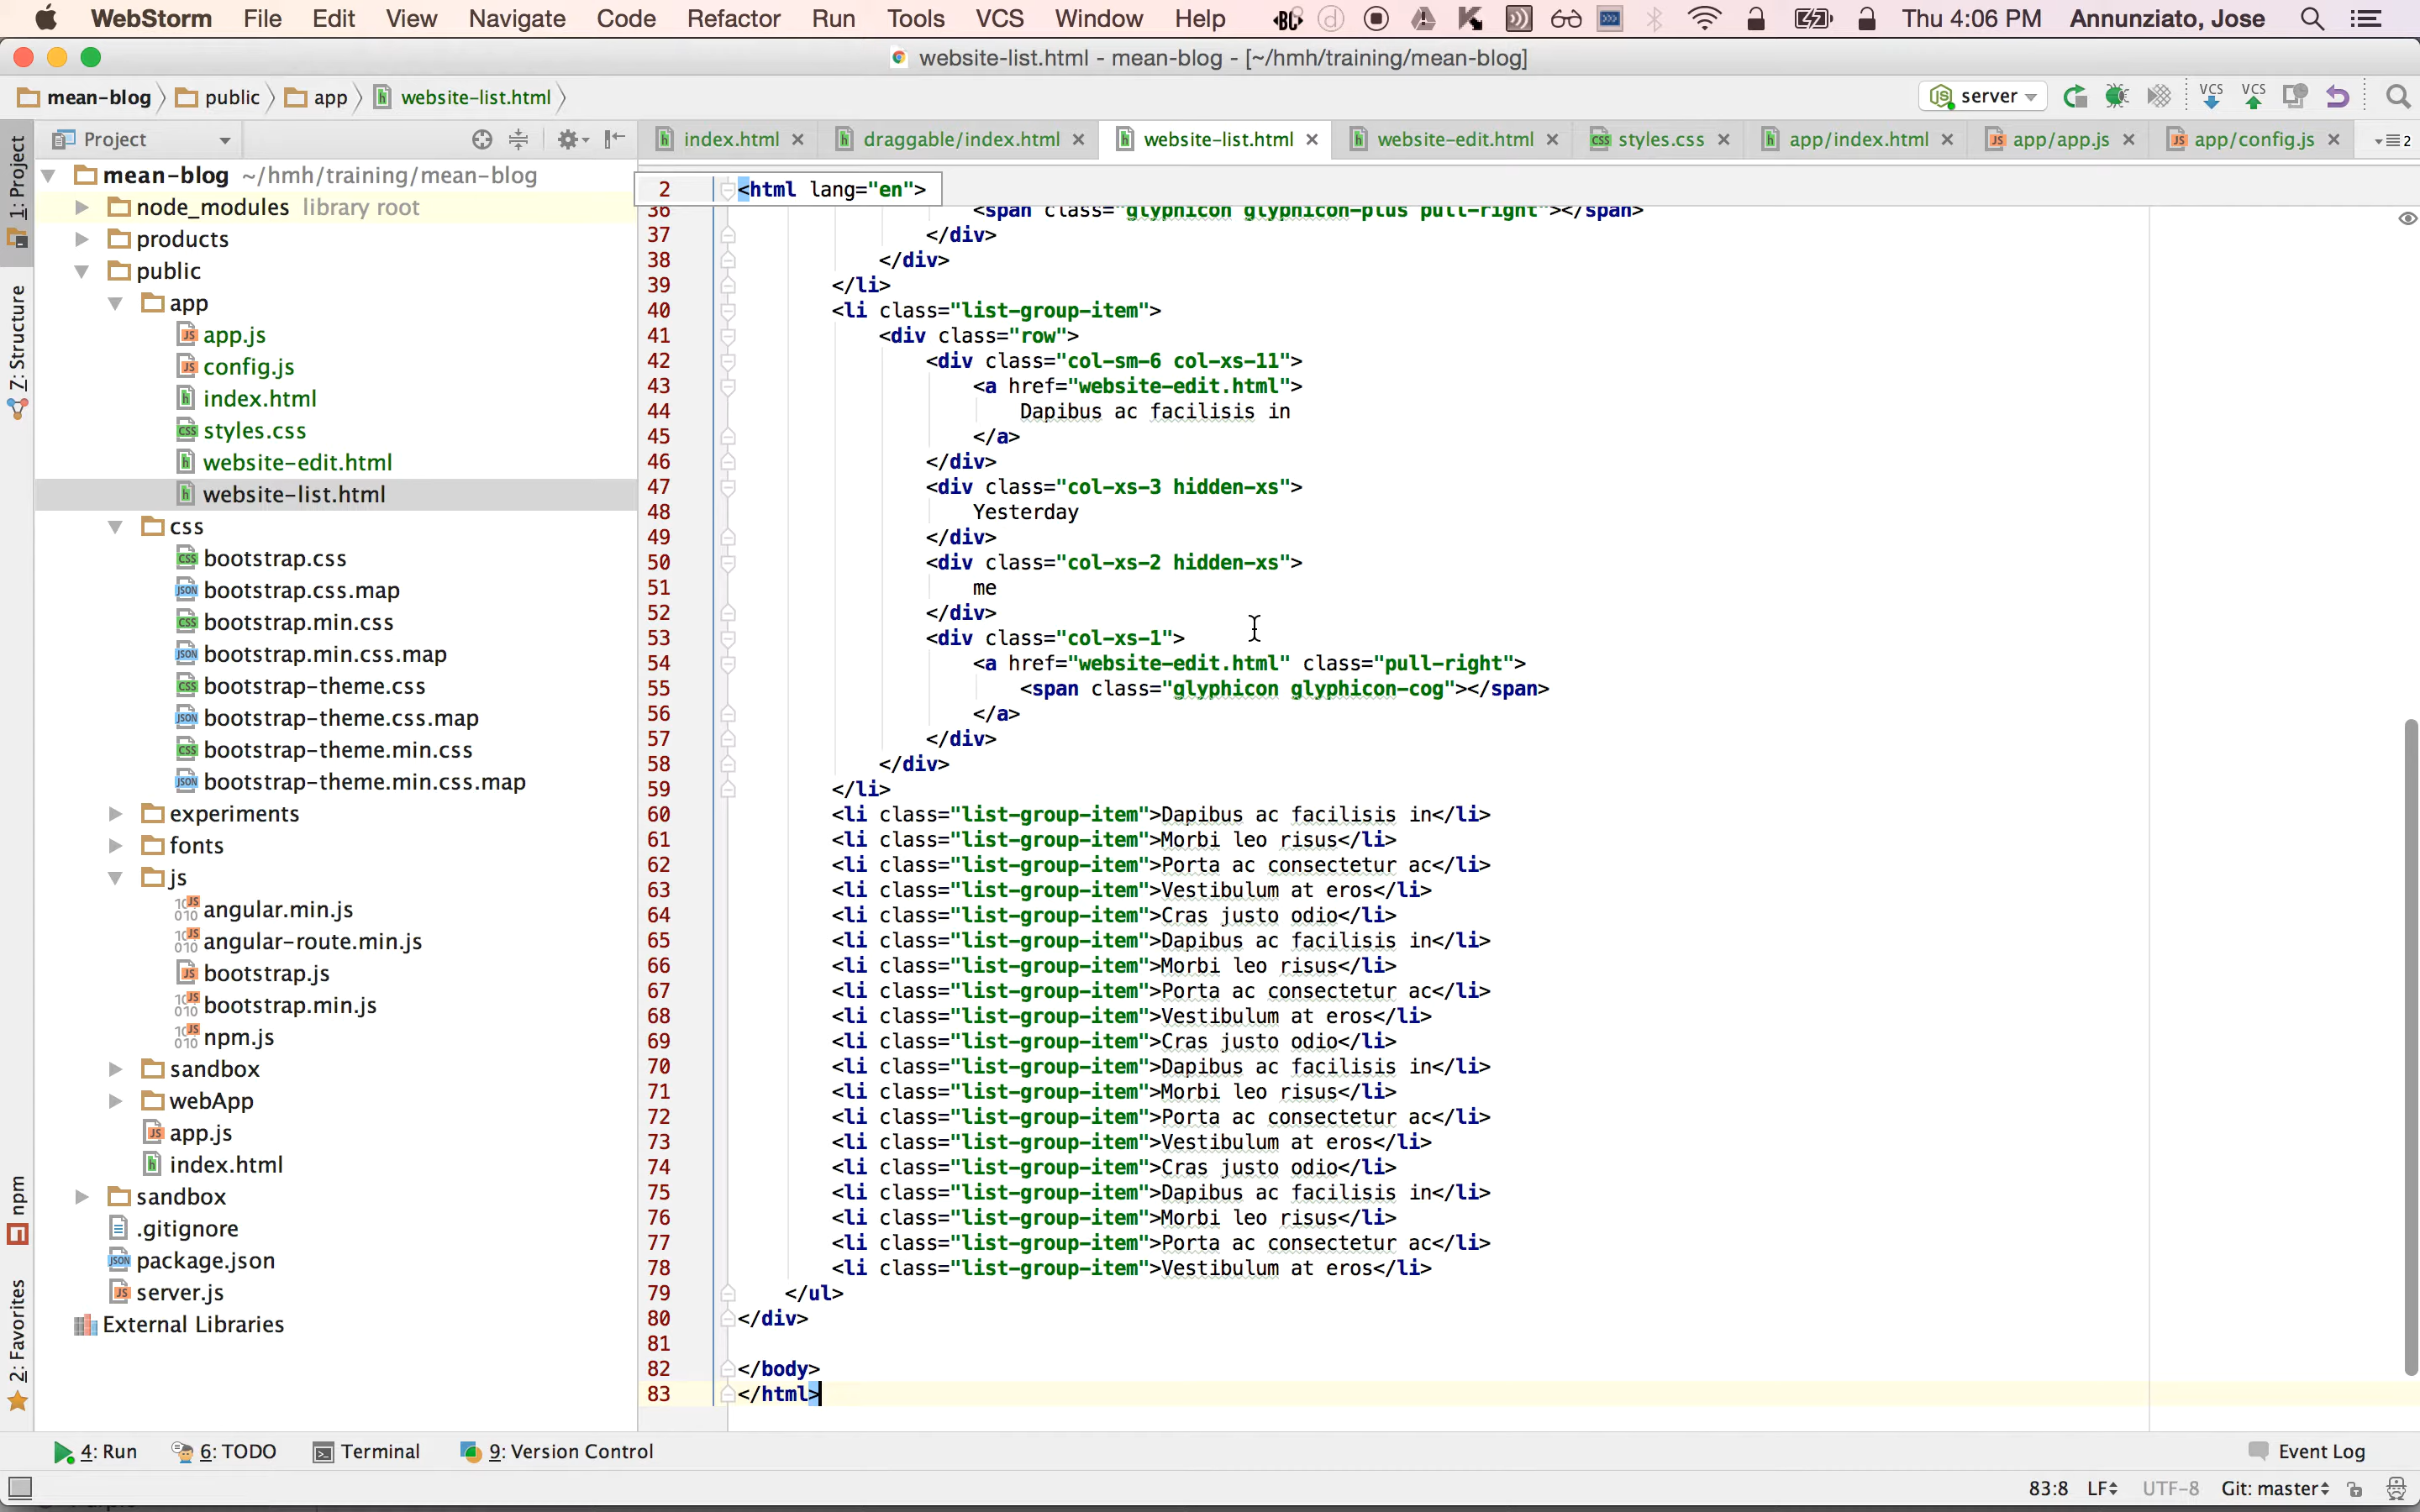 WebStorm File Edit View Navigate Code Refactor Run Tools VCS Window Help Thu 4:06 PM Annunziato, Jose
website-list.html - mean-blog - [~/hmh/training/mean-blog]
mean-blog public app website-list.html server VCS VCS
Project index.html draggable/index.html website-list.html website-edit.html styles.css app/index.html app/app.js app/config.js 2
1: Project
7: Structure
npm
2: Favorites
mean-blog ~/hmh/training/mean-blog
node_modules library root
products
public
app
app.js
config.js
index.html
styles.css
website-edit.html
website-list.html
css
bootstrap.css
bootstrap.css.map
bootstrap.min.css
bootstrap.min.css.map
bootstrap-theme.css
bootstrap-theme.css.map
bootstrap-theme.min.css
bootstrap-theme.min.css.map
experiments
fonts
js
angular.min.js
angular-route.min.js
bootstrap.js
bootstrap.min.js
npm.js
sandbox
webApp
app.js
index.html
sandbox
.gitignore
package.json
server.js
External Libraries
2 <html lang="en">
36 <span class="glyphicon glyphicon-plus pull-right"></span>
37 </div>
38 </div>
39 </li>
40 <li class="list-group-item">
41 <div class="row">
42 <div class="col-sm-6 col-xs-11">
43 <a href="website-edit.html">
44 Dapibus ac facilisis in
45 </a>
46 </div>
47 <div class="col-xs-3 hidden-xs">
48 Yesterday
49 </div>
50 <div class="col-xs-2 hidden-xs">
51 me
52 </div>
53 <div class="col-xs-1">
54 <a href="website-edit.html" class="pull-right">
55 <span class="glyphicon glyphicon-cog"></span>
56 </a>
57 </div>
58 </div>
59 </li>
60 <li class="list-group-item">Dapibus ac facilisis in</li>
61 <li class="list-group-item">Morbi leo risus</li>
62 <li class="list-group-item">Porta ac consectetur ac</li>
63 <li class="list-group-item">Vestibulum at eros</li>
64 <li class="list-group-item">Cras justo odio</li>
65 <li class="list-group-item">Dapibus ac facilisis in</li>
66 <li class="list-group-item">Morbi leo risus</li>
67 <li class="list-group-item">Porta ac consectetur ac</li>
68 <li class="list-group-item">Vestibulum at eros</li>
69 <li class="list-group-item">Cras justo odio</li>
70 <li class="list-group-item">Dapibus ac facilisis in</li>
71 <li class="list-group-item">Morbi leo risus</li>
72 <li class="list-group-item">Porta ac consectetur ac</li>
73 <li class="list-group-item">Vestibulum at eros</li>
74 <li class="list-group-item">Cras justo odio</li>
75 <li class="list-group-item">Dapibus ac facilisis in</li>
76 <li class="list-group-item">Morbi leo risus</li>
77 <li class="list-group-item">Porta ac consectetur ac</li>
78 <li class="list-group-item">Vestibulum at eros</li>
79 </ul>
80 </div>
81
82 </body>
83 </html>
4: Run 6: TODO Terminal 9: Version Control Event Log
83:8 LF UTF-8 Git: master